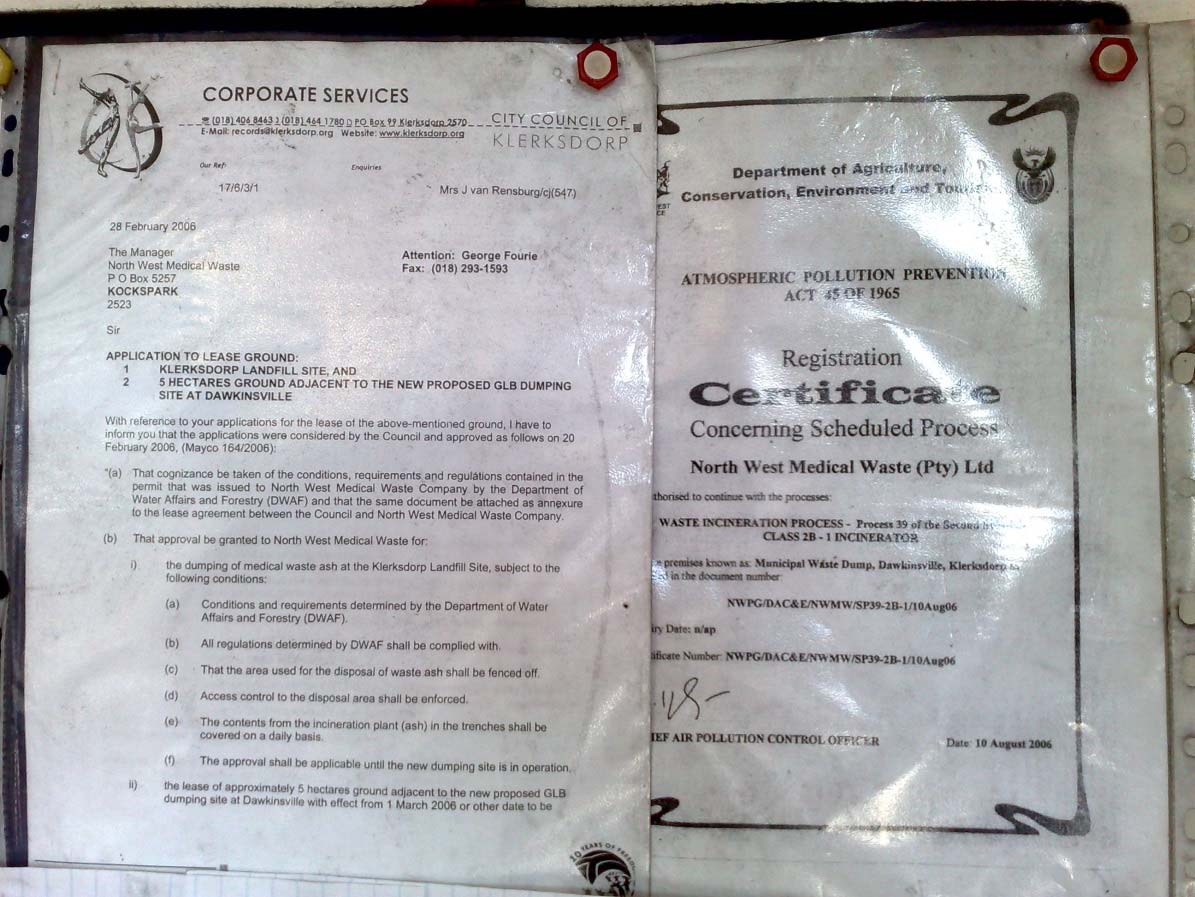 CORPORATE SERVICES
(018) 406 8463 (018) 464 1780 PO Box 99 Klerksdorp 2570
E-Mail: records@klerksdorp.org Website: www.klerksdorp.org
CITY COUNCIL OF
KLERKSDORP
Our Ref: Enquiries
17/6/3/1 Mrs J van Rensburg/cj(547)
28 February 2006
The Manager
North West Medical Waste
P O Box 5257
KOCKSPARK
2523
Attention: George Fourie
Fax: (018) 293-1593
Sir
APPLICATION TO LEASE GROUND:
1 KLERKSDORP LANDFILL SITE, AND
2 5 HECTARES GROUND ADJACENT TO THE NEW PROPOSED GLB DUMPING
SITE AT DAWKINSVILLE
With reference to your applications for the lease of the above-mentioned ground, I have to
inform you that the applications were considered by the Council and approved as follows on 20
February 2006, (Mayco 164/2006):
"(a) That cognizance be taken of the conditions, requirements and regulations contained in the
permit that was issued to North West Medical Waste Company by the Department of
Water Affairs and Forestry (DWAF) and that the same document be attached as annexure
to the lease agreement between the Council and North West Medical Waste Company.
(b) That approval be granted to North West Medical Waste for:
i) the dumping of medical waste ash at the Klerksdorp Landfill Site, subject to the
following conditions:
(a) Conditions and requirements determined by the Department of Water
Affairs and Forestry (DWAF).
(b) All regulations determined by DWAF shall be complied with.
(c) That the area used for the disposal of waste ash shall be fenced off.
(d) Access control to the disposal area shall be enforced.
(e) The contents from the incineration plant (ash) in the trenches shall be
covered on a daily basis.
(f) The approval shall be applicable until the new dumping site is in operation.
ii) the lease of approximately 5 hectares ground adjacent to the new proposed GLB
dumping site at Dawkinsville with effect from 1 March 2006 or other date to be
10 YEARS OF
Department of Agriculture,
Conservation, Environment and Tourism
ATMOSPHERIC POLLUTION PREVENTION
ACT 45 OF 1965
Registration
Certificate
Concerning Scheduled Process
North West Medical Waste (Pty) Ltd
thorised to continue with the processes:
WASTE INCINERATION PROCESS - Process 39 of the Second
CLASS 2B - 1 INCINERATOR
premises known as: Municipal Waste Dump, Dawkinsville, Klerksdorp
in the document number:
NWPG/DAC&E/NWMW/SP39-2B-1/10Aug06
iry Date: n/ap
ificate Number: NWPG/DAC&E/NWMW/SP39-2B-1/10Aug06
IEF AIR POLLUTION CONTROL OFFICER Date: 10 August 2006